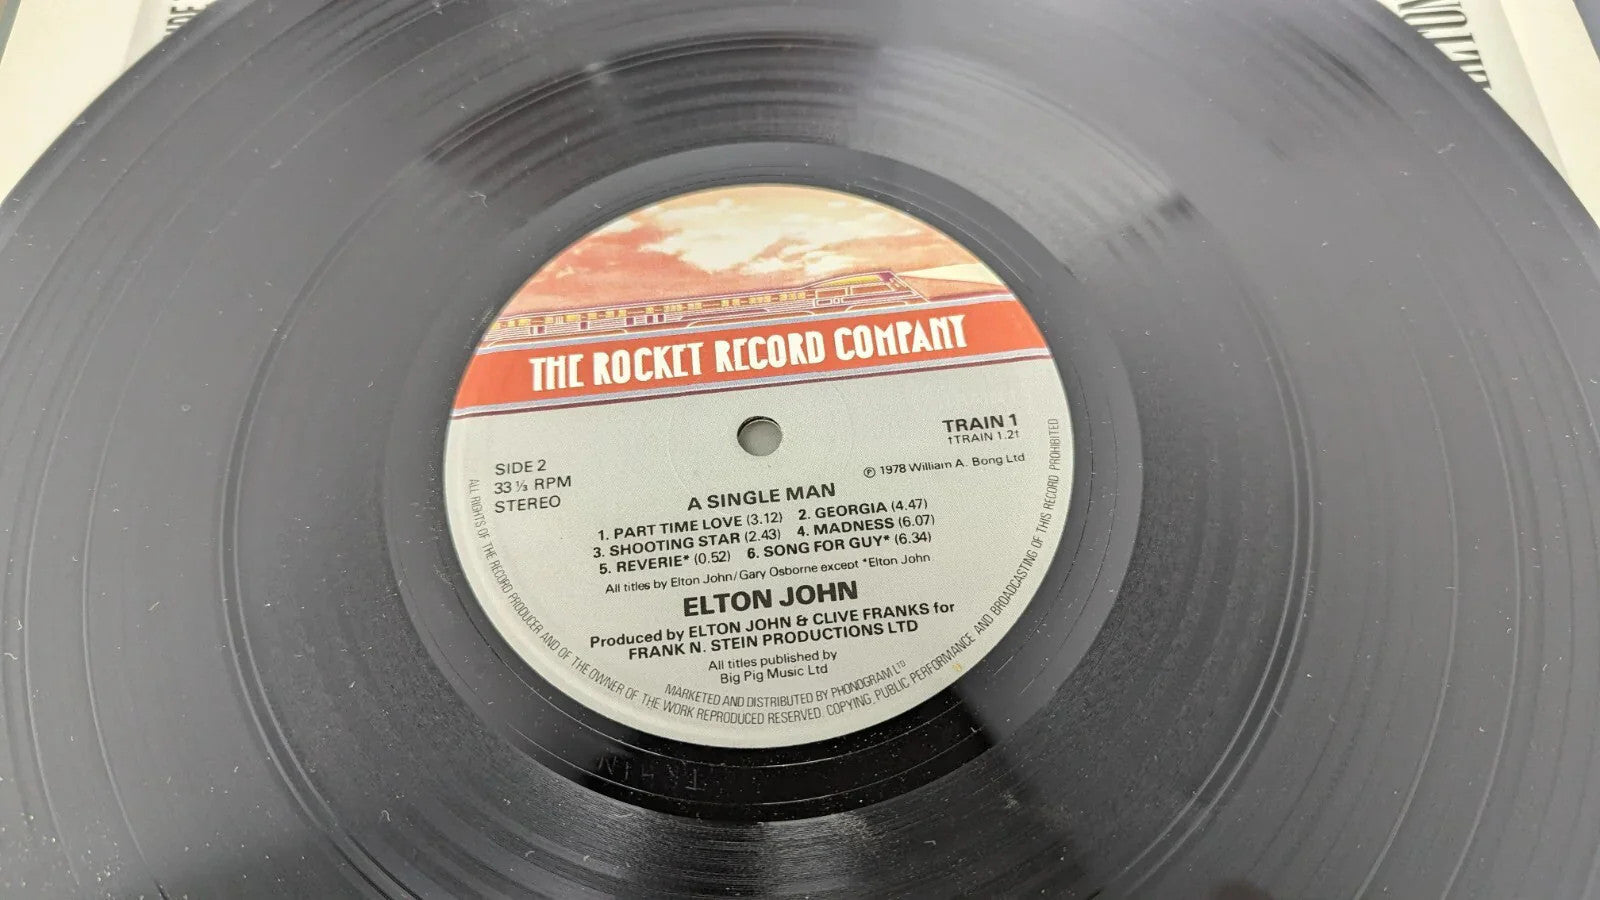 THE ROCKET RECORD COMPANY
TRAIN 1
†TRAIN 1.2†
SIDE 2
33 ⅓ RPM
STEREO
℗ 1978 William A. Bong Ltd
A SINGLE MAN
1. PART TIME LOVE (3.12) 2. GEORGIA (4.47)
3. SHOOTING STAR (2.43) 4. MADNESS (6.07)
5. REVERIE* (0.52) 6. SONG FOR GUY* (6.34)
All titles by Elton John/Gary Osborne except *Elton John
ELTON JOHN
Produced by ELTON JOHN & CLIVE FRANKS for
FRANK N. STEIN PRODUCTIONS LTD
All titles published by
Big Pig Music Ltd
MARKETED AND DISTRIBUTED BY PHONOGRAM LTD
ALL RIGHTS OF THE RECORD PRODUCER AND OF THE OWNER OF THE WORK REPRODUCED RESERVED. COPYING, PUBLIC PERFORMANCE AND BROADCASTING OF THIS RECORD PROHIBITED